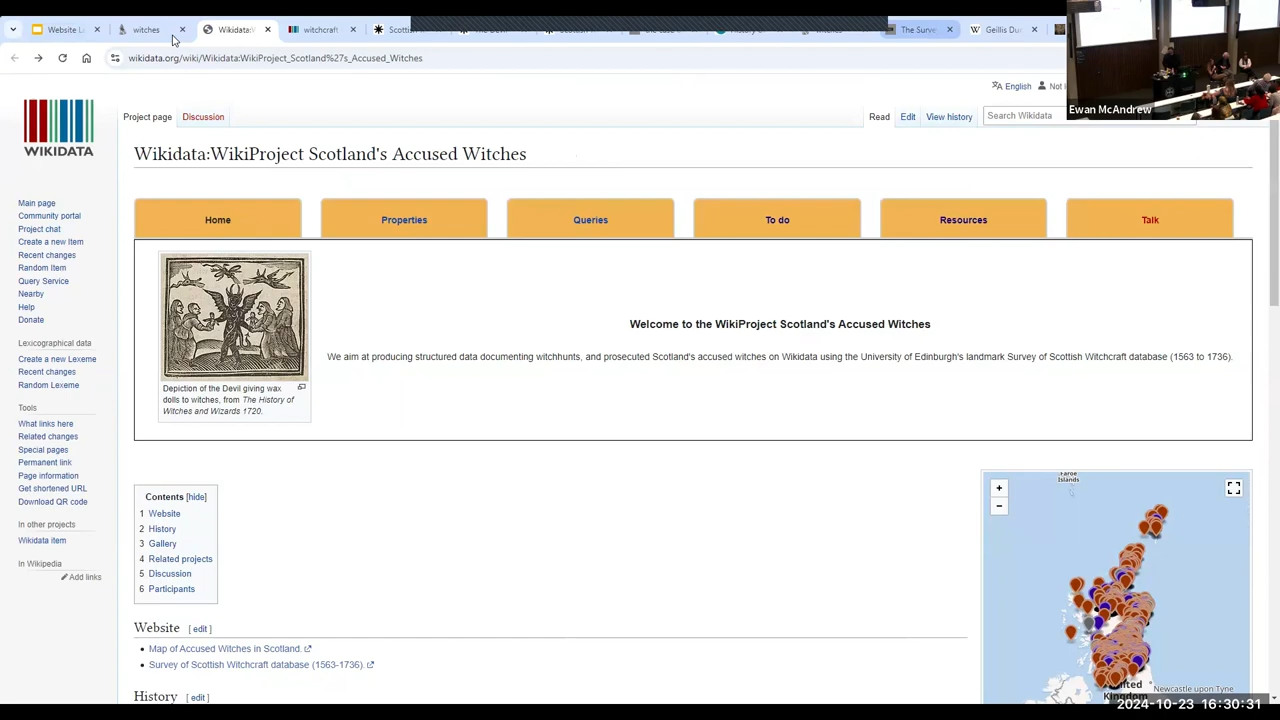 Website L
witches
Wikidata:
witchcraft
Scottish
The Surve
Geillis Du
wikidata.org/wiki/Wikidata:WikiProject_Scotland%27s_Accused_Witches
Ewan McAndrew
English
Not l
WIKIDATA
Project page
Discussion
Read
Edit
View history
Search Wikidata
Wikidata:WikiProject Scotland's Accused Witches
Main page
Community portal
Project chat
Create a new Item
Recent changes
Random Item
Query Service
Nearby
Help
Donate
Lexicographical data
Create a new Lexeme
Recent changes
Random Lexeme
Tools
What links here
Related changes
Special pages
Permanent link
Page information
Get shortened URL
Download QR code
In other projects
Wikidata item
In Wikipedia
Add links
Home
Properties
Queries
To do
Resources
Talk
Depiction of the Devil giving wax
dolls to witches, from The History of
Witches and Wizards 1720.
Welcome to the WikiProject Scotland's Accused Witches
We aim at producing structured data documenting witchhunts, and prosecuted Scotland's accused witches on Wikidata using the University of Edinburgh's landmark Survey of Scottish Witchcraft database (1563 to 1736).
Contents [hide]
1 Website
2 History
3 Gallery
4 Related projects
5 Discussion
6 Participants
Website [ edit ]
• Map of Accused Witches in Scotland.
• Survey of Scottish Witchcraft database (1563-1736).
History [ edit ]
+
−
Faroe
Islands
United
Kingdom
Newcastle upon Tyne
2024-10-23 16:30:31